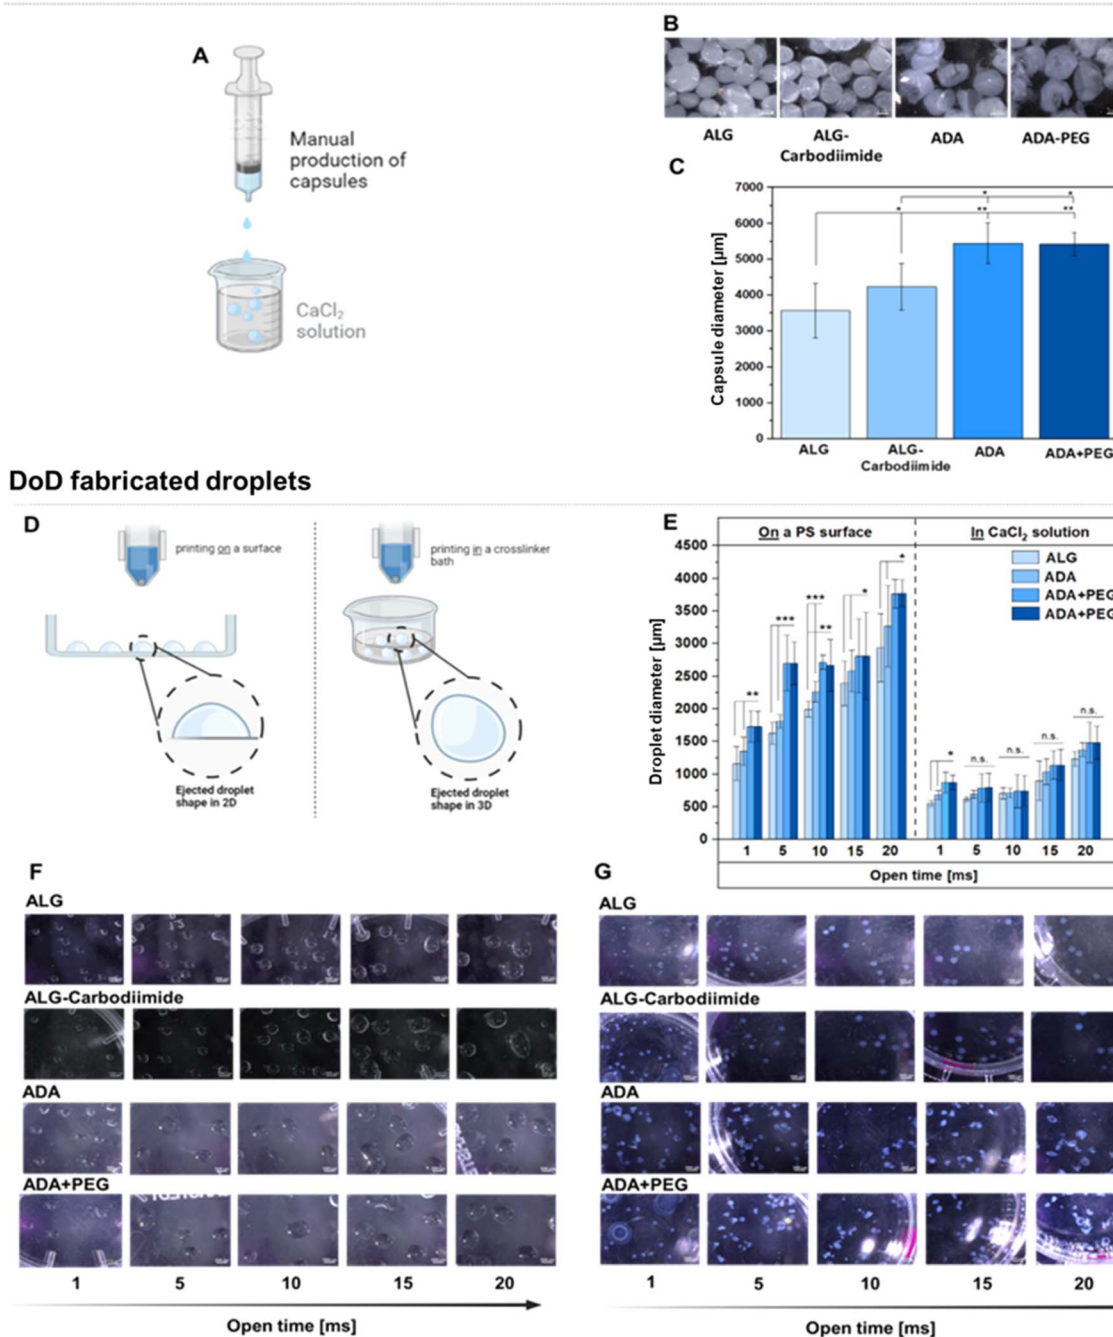 A
Manual
production of
capsules
CaCl₂
solution
B
ALG
ALG-
Carbodiimide
ADA
ADA-PEG
C
Capsule diameter [µm]
7000
6000
5000
4000
3000
2000
1000
0
*
*
*
**
**
ALG
ALG-
Carbodiimide
ADA
ADA+PEG
DoD fabricated droplets
D
printing on a surface
printing in a crosslinker
bath
Ejected droplet
shape in 2D
Ejected droplet
shape in 3D
E
On a PS surface
In CaCl₂ solution
Droplet diameter [µm]
4500
4000
3500
3000
2500
2000
1500
1000
500
0
ALG
ADA
ADA+PEG
ADA+PEG
**
***
***
**
*
*
*
n.s.
n.s.
n.s.
n.s.
1 5 10 15 20 1 5 10 15 20
Open time [ms]
F
ALG
ALG-Carbodiimide
ADA
ADA+PEG
1 5 10 15 20
Open time [ms]
G
ALG
ALG-Carbodiimide
ADA
ADA+PEG
1 5 10 15 20
Open time [ms]